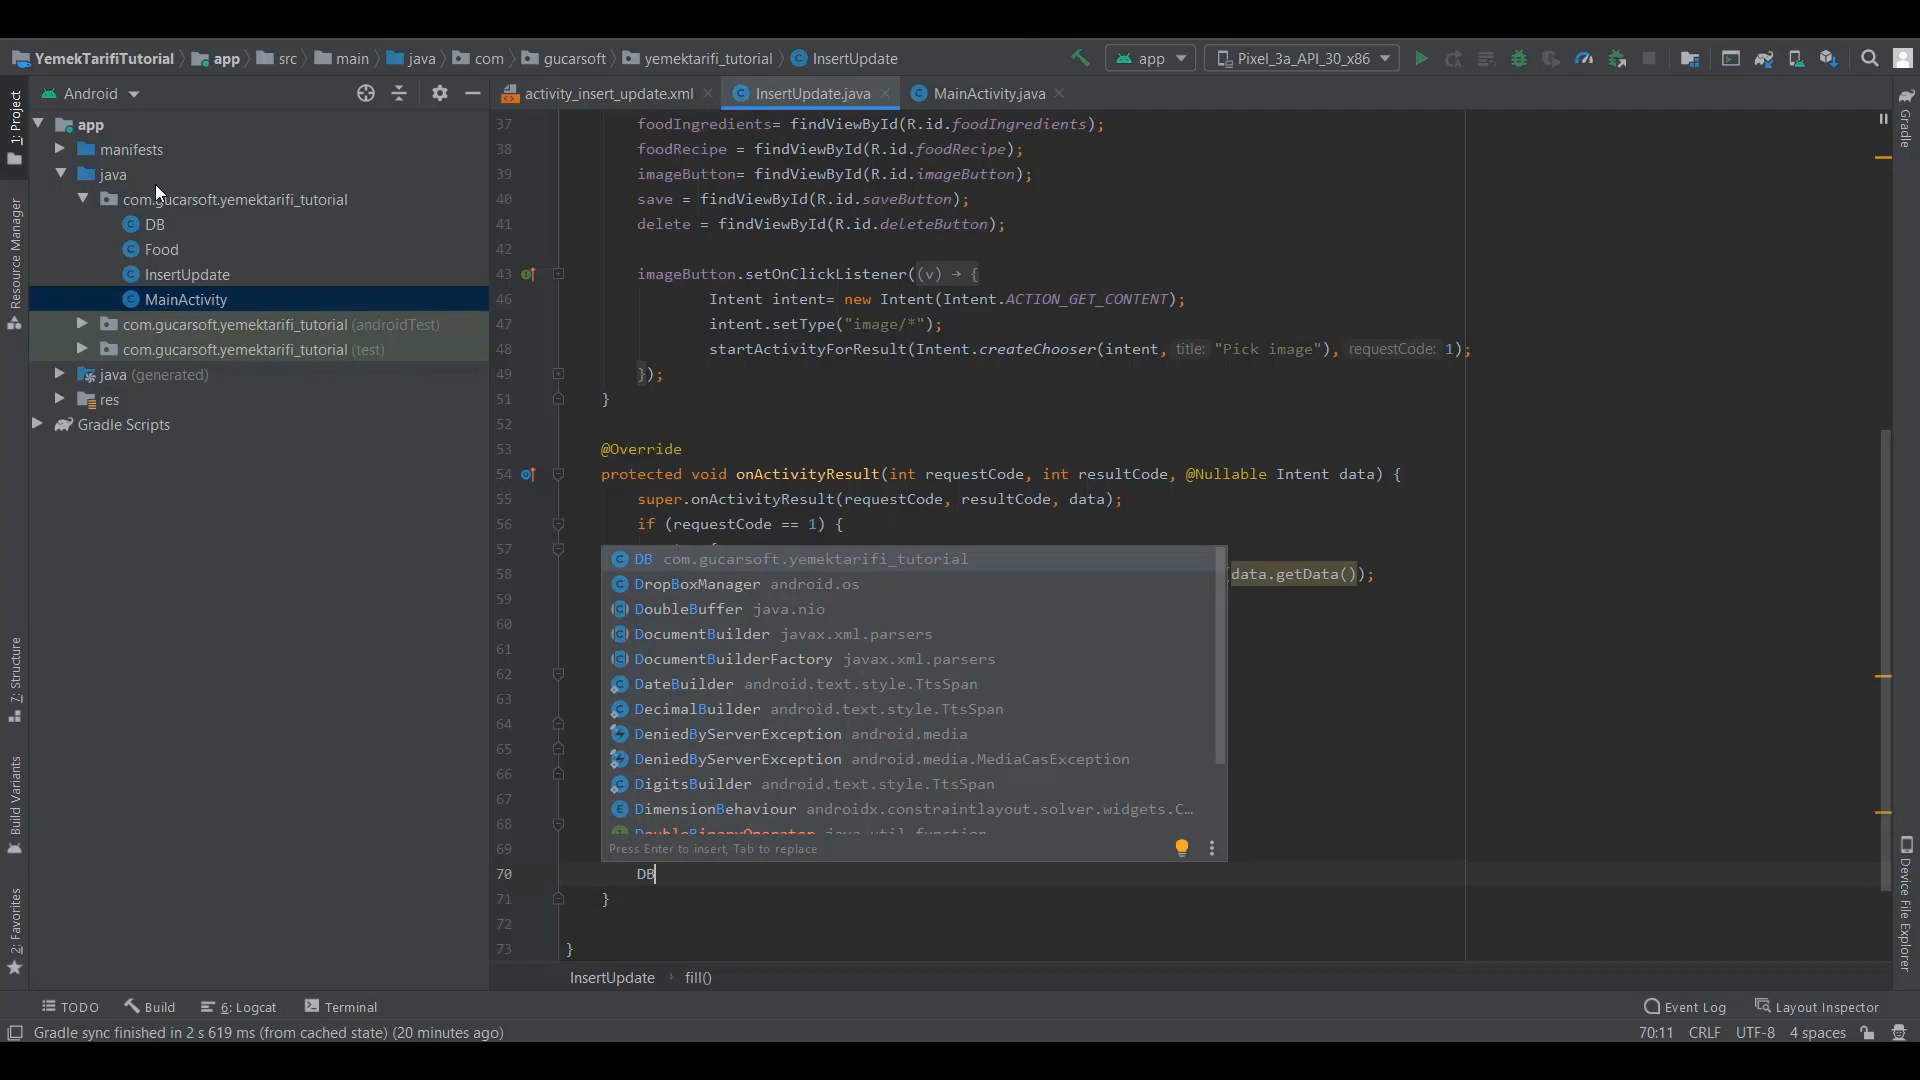 YemekTarifiTutorial app src main java com gucarsoft yemektarifi_tutorial InsertUpdate app Pixel_3a_API_30_x86
Android activity_insert_update.xml InsertUpdate.java MainActivity.java
1: Project
Resource Manager
7: Structure
Build Variants
2: Favorites
app
manifests
java
com.gucarsoft.yemektarifi_tutorial
DB
Food
InsertUpdate
MainActivity
com.gucarsoft.yemektarifi_tutorial (androidTest)
com.gucarsoft.yemektarifi_tutorial (test)
java (generated)
res
Gradle Scripts
37 foodIngredients= findViewById(R.id.foodIngredients);
38 foodRecipe = findViewById(R.id.foodRecipe);
39 imageButton= findViewById(R.id.imageButton);
40 save = findViewById(R.id.saveButton);
41 delete = findViewById(R.id.deleteButton);
42
43 imageButton.setOnClickListener((v) → {
46 Intent intent= new Intent(Intent.ACTION_GET_CONTENT);
47 intent.setType("image/*");
48 startActivityForResult(Intent.createChooser(intent, title: "Pick image"), requestCode: 1);
49 });
51 }
52
53 @Override
54 protected void onActivityResult(int requestCode, int resultCode, @Nullable Intent data) {
55 super.onActivityResult(requestCode, resultCode, data);
56 if (requestCode == 1) {
57
58 (data.getData());
59
60
61
62
63
64
65
66
67
68
69
70 DB
71 }
72
73 }
DB com.gucarsoft.yemektarifi_tutorial
DropBoxManager android.os
DoubleBuffer java.nio
DocumentBuilder javax.xml.parsers
DocumentBuilderFactory javax.xml.parsers
DateBuilder android.text.style.TtsSpan
DecimalBuilder android.text.style.TtsSpan
DeniedByServerException android.media
DeniedByServerException android.media.MediaCasException
DigitsBuilder android.text.style.TtsSpan
DimensionBehaviour androidx.constraintlayout.solver.widgets.C...
DoubleBinaryOperator java.util.function
Press Enter to insert, Tab to replace
InsertUpdate › fill()
Gradle
Device File Explorer
TODO Build 6: Logcat Terminal Event Log Layout Inspector
Gradle sync finished in 2 s 619 ms (from cached state) (20 minutes ago) 70:11 CRLF UTF-8 4 spaces